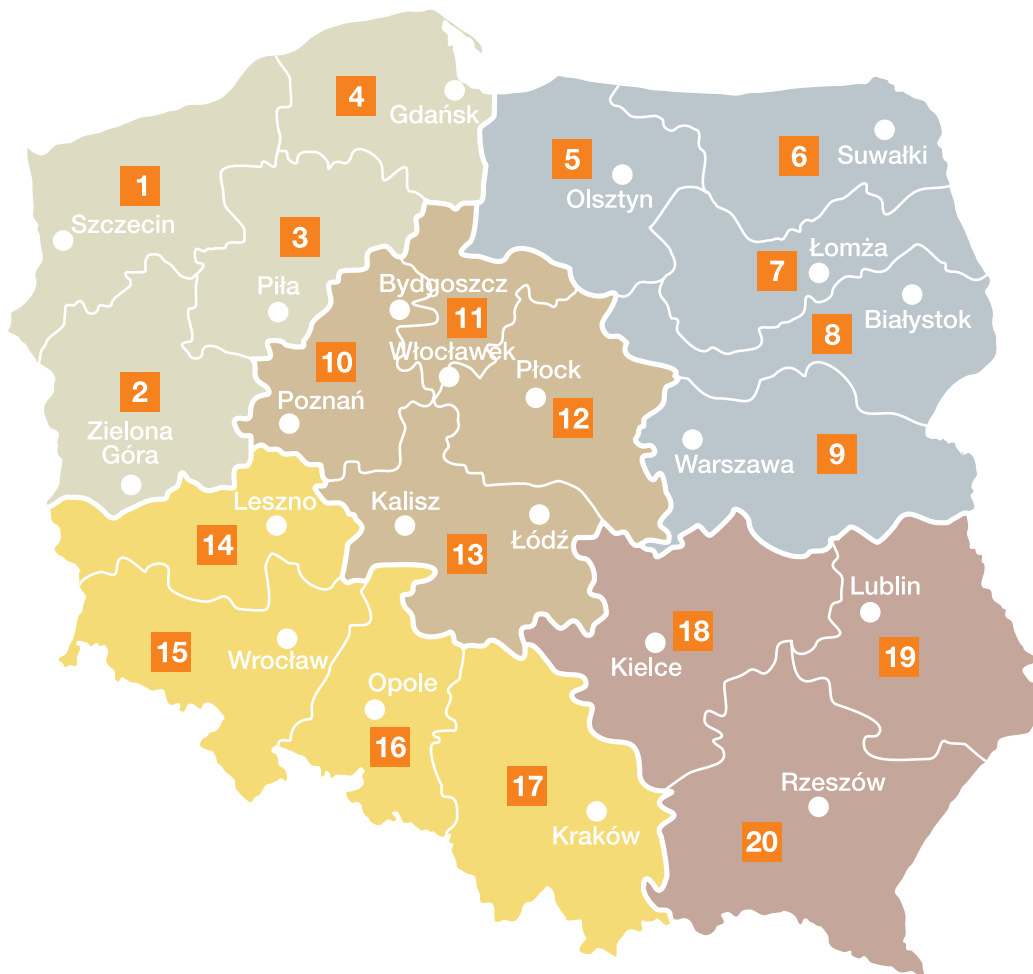 4
Gdańsk
6
Suwałki
5
Olsztyn
1
Szczecin
3
Piła
7
Łomża
8
Białystok
Bydgoszcz
11
Włocławek
10
Poznań
Płock
12
2
Zielona
Góra
9
Warszawa
Leszno
14
Kalisz
13
Łódź
Lublin
19
15
Wrocław
18
Kielce
Opole
16
17
Kraków
Rzeszów
20